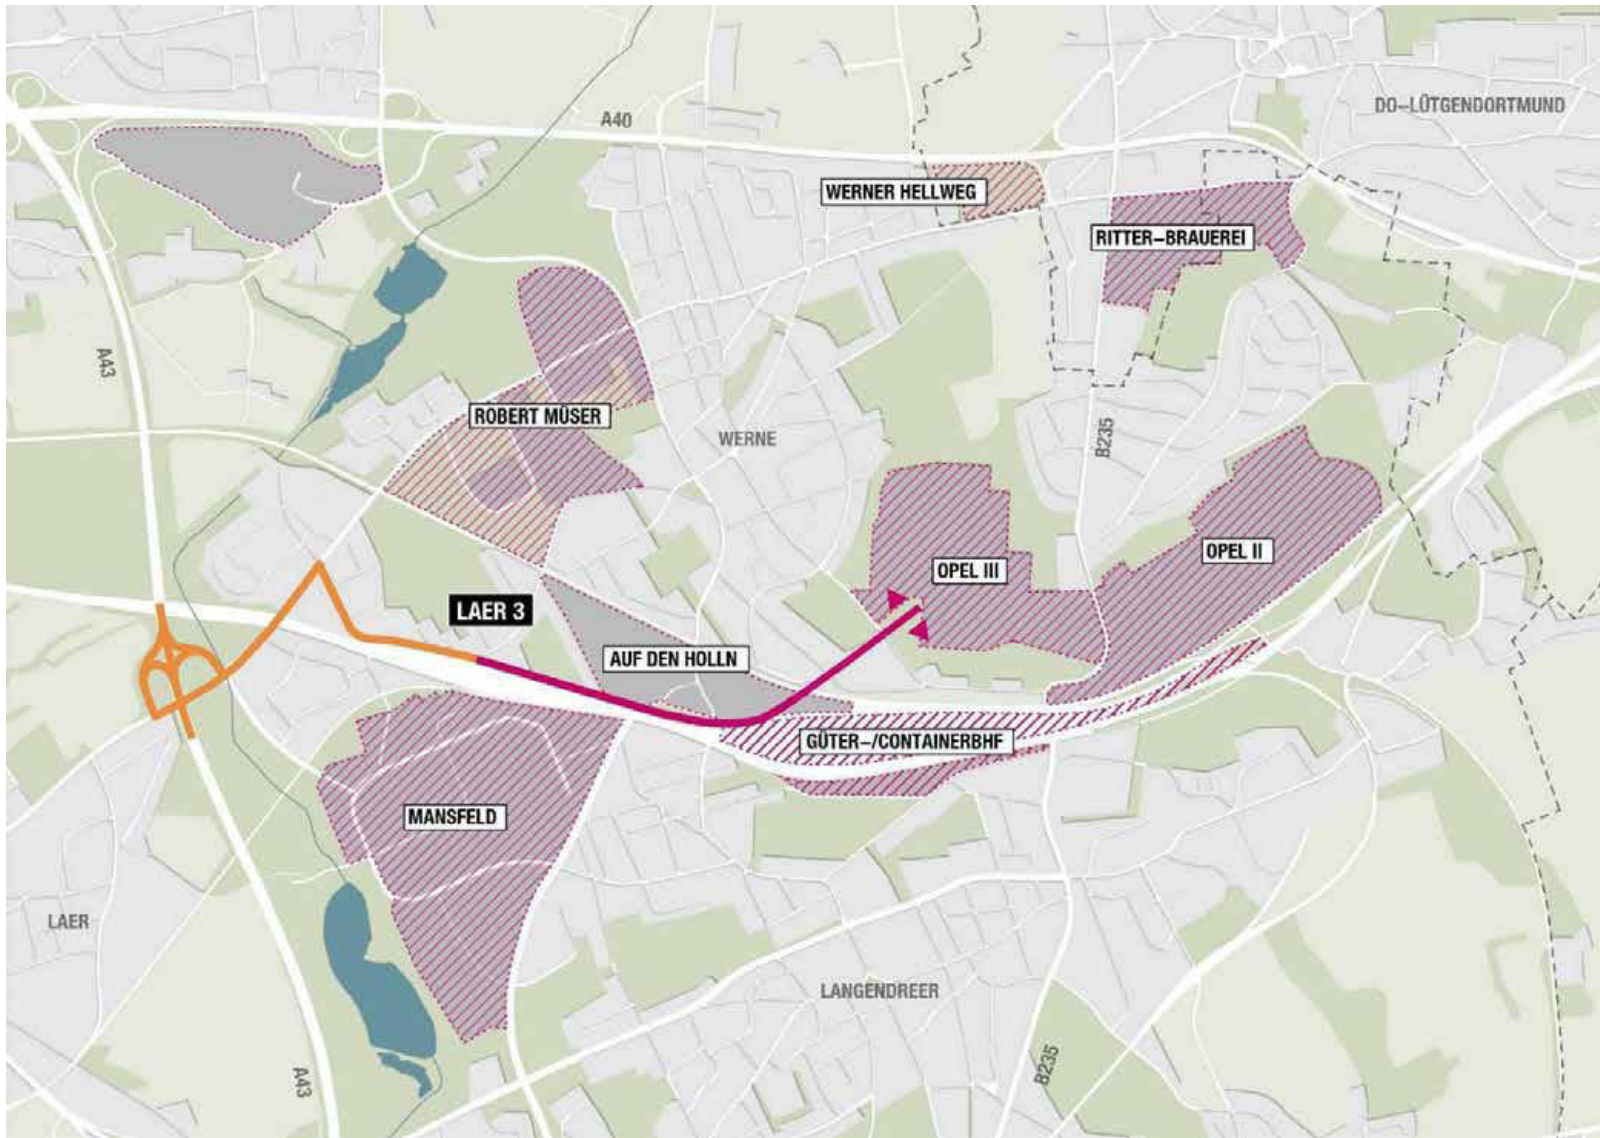 DO–LÜTGENDORTMUND
A40
WERNER HELLWEG
RITTER–BRAUEREI
A43
ROBERT MÜSER
WERNE
B235
OPEL II
OPEL III
LAER 3
AUF DEN HOLLN
GÜTER–/CONTAINERBHF
MANSFELD
LAER
LANGENDREER
B235
A43